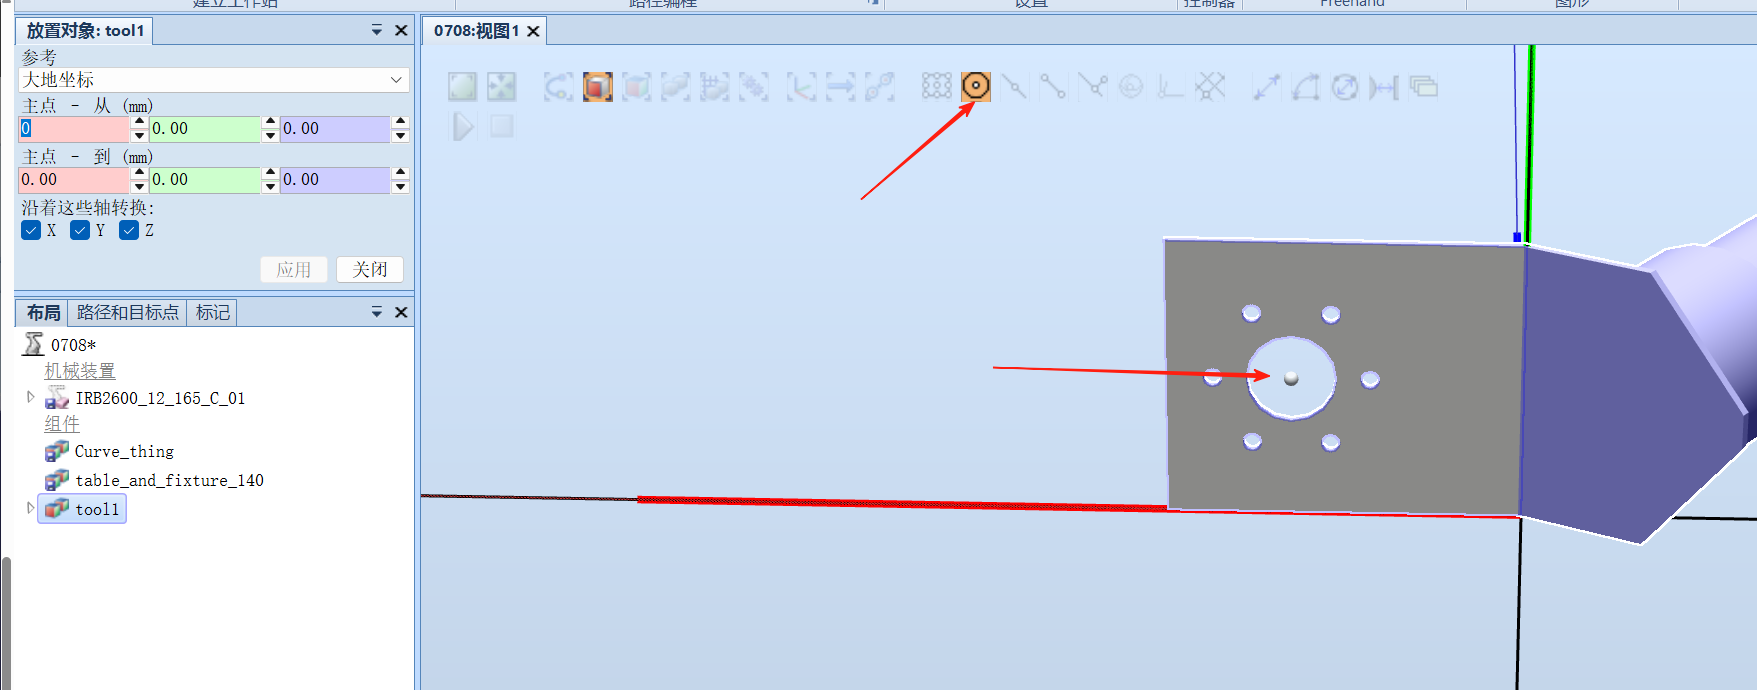 建立工作站
路径编程
设置
控制器
Freehand
图形
放置对象: tool1
0708:视图1
参考
大地坐标
主点 - 从 (mm)
0
0.00
0.00
主点 - 到 (mm)
0.00
0.00
0.00
沿着这些轴转换:
X Y Z
应用 关闭
布局 路径和目标点 标记
0708*
机械装置
IRB2600_12_165_C_01
组件
Curve_thing
table_and_fixture_140
tool1